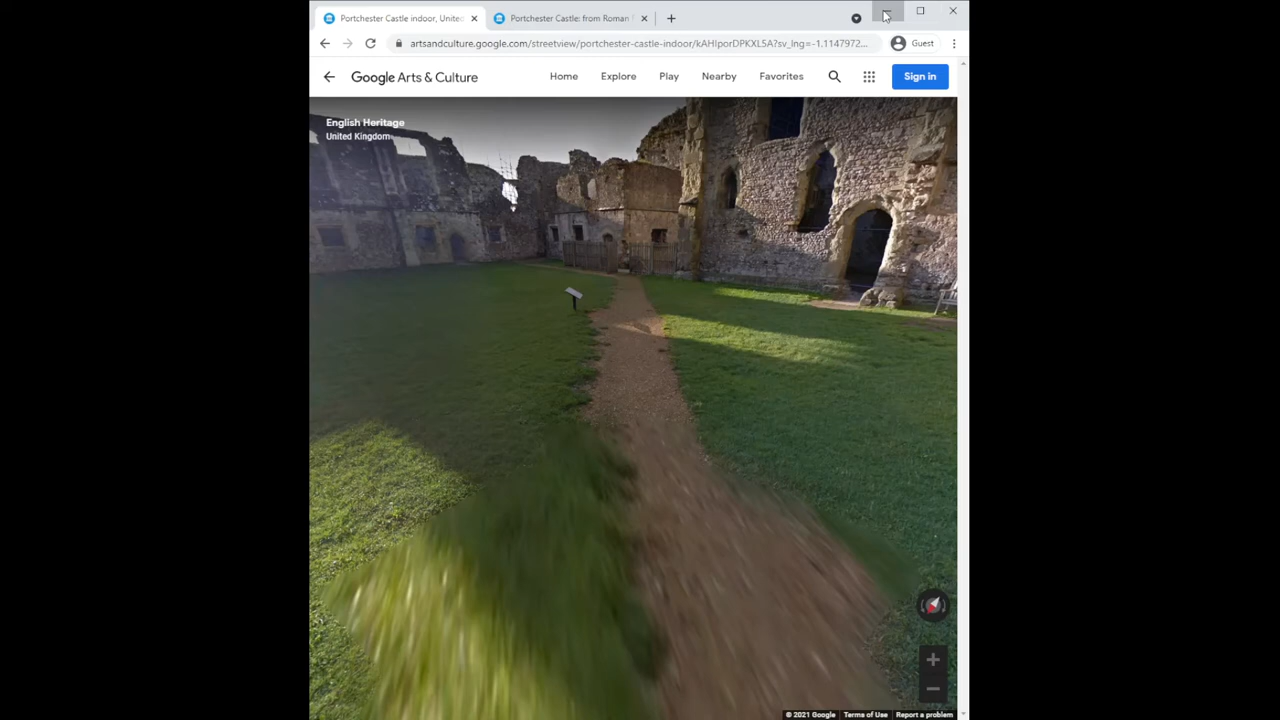 Portchester Castle indoor, United
Portchester Castle: from Roman
artsandculture.google.com/streetview/portchester-castle-indoor/kAHIporDPKXL5A?sv_lng=-1.1147972...
Guest
Google Arts & Culture
Home
Explore
Play
Nearby
Favorites
Sign in
English Heritage
United Kingdom
© 2021 Google
Terms of Use
Report a problem